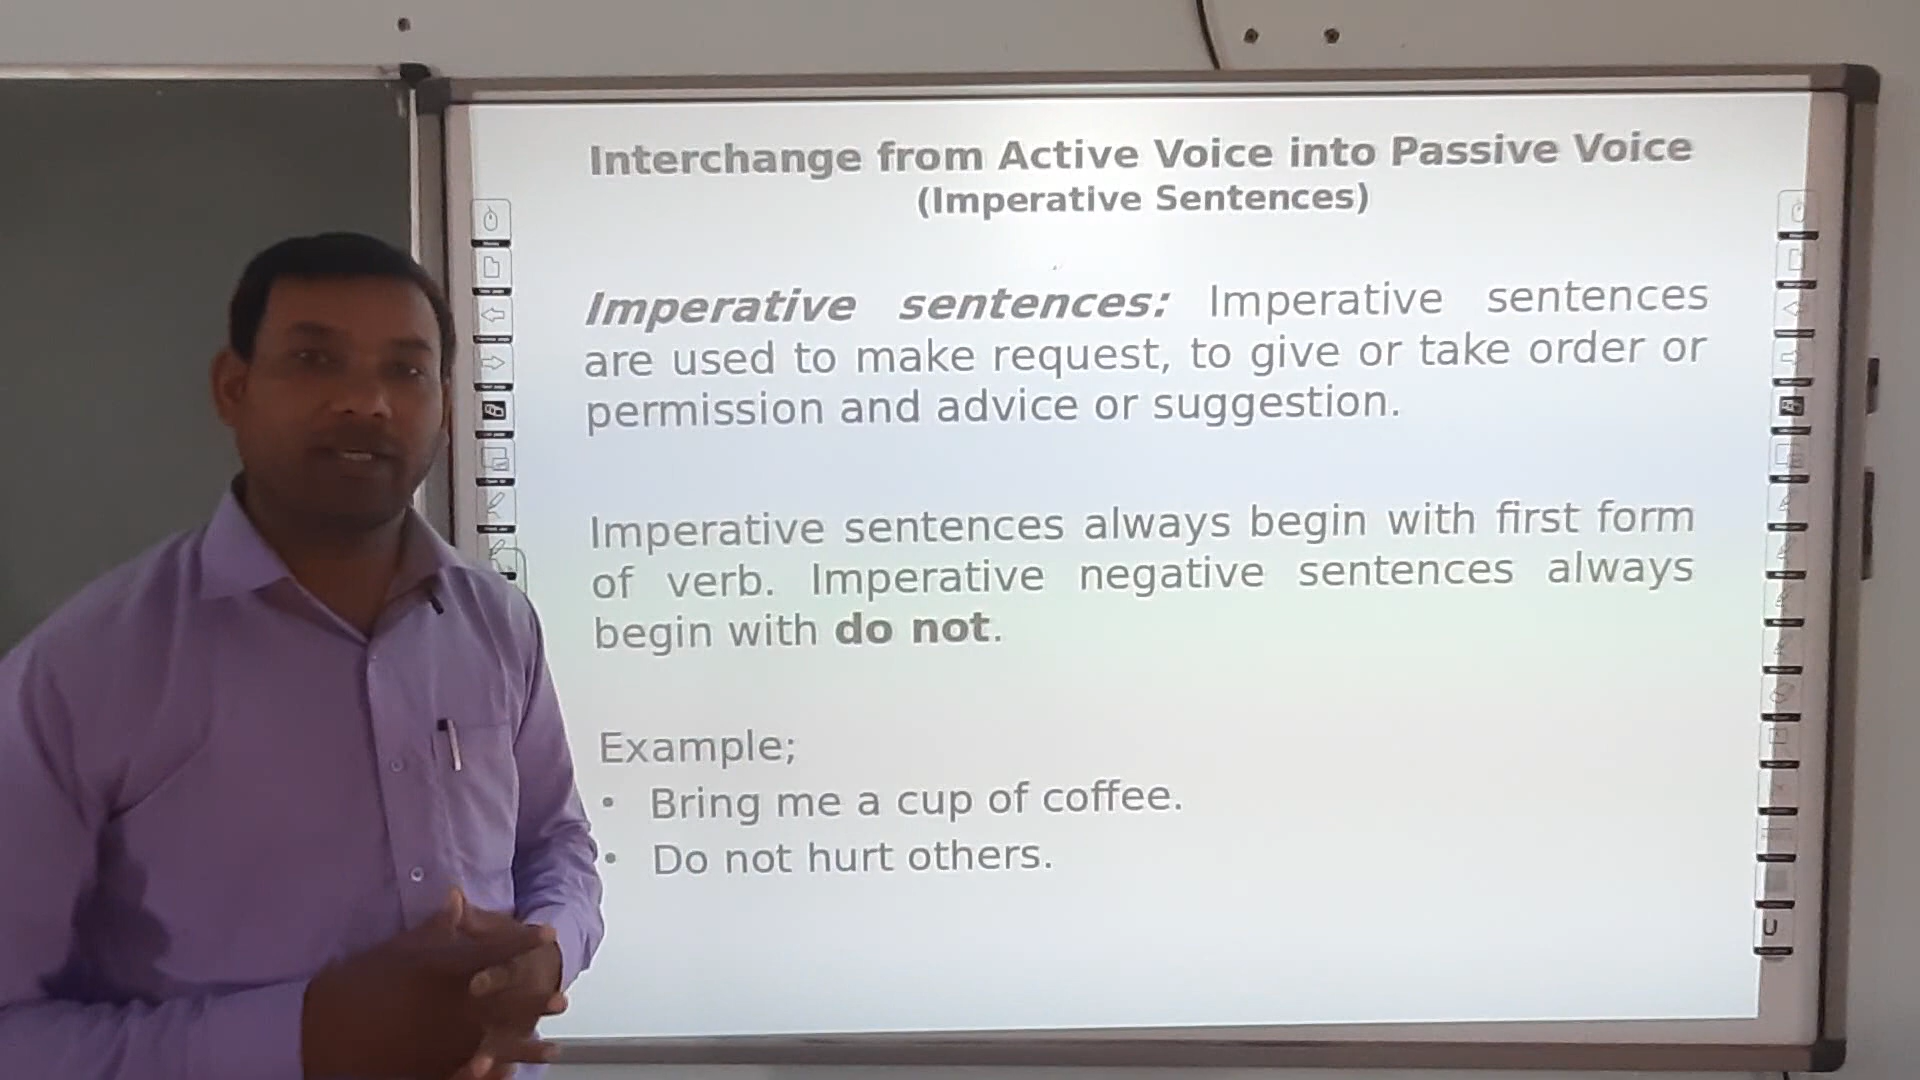 Interchange from Active Voice into Passive Voice
(Imperative Sentences)
Imperative sentences: Imperative sentences
are used to make request, to give or take order or
permission and advice or suggestion.
Imperative sentences always begin with first form
of verb. Imperative negative sentences always
begin with do not.
Example;
• Bring me a cup of coffee.
• Do not hurt others.